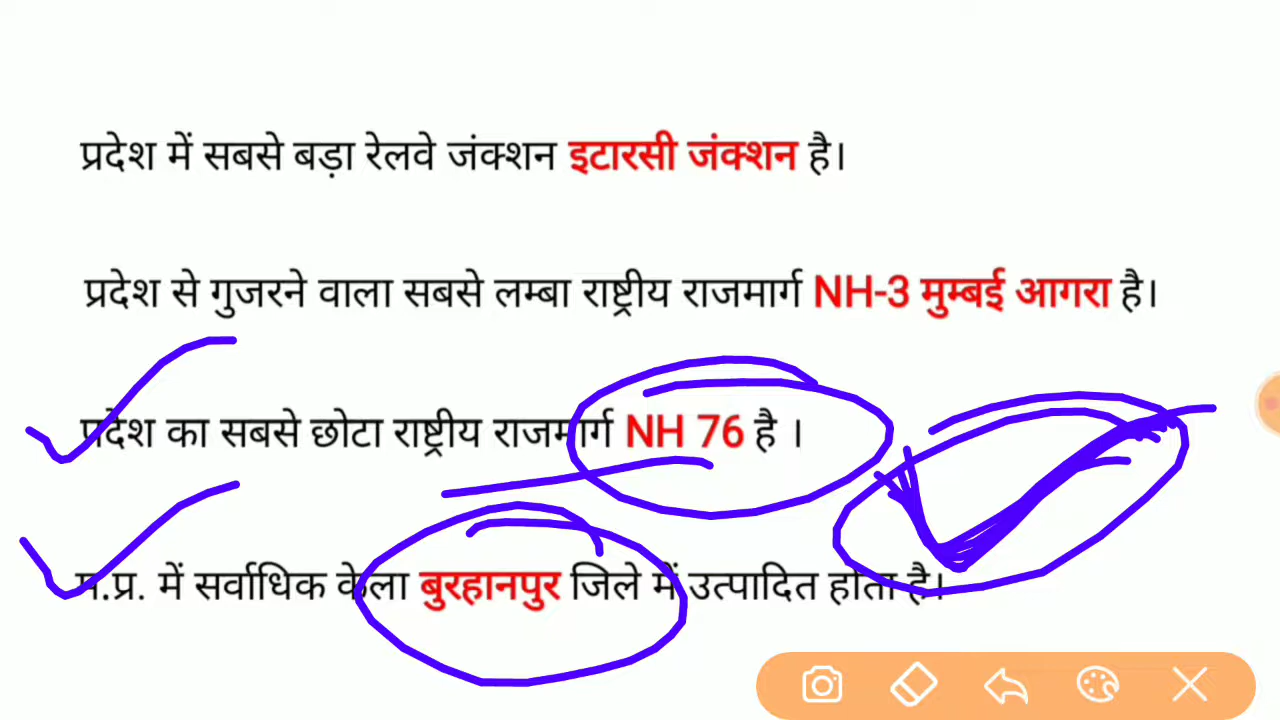 प्रदेश में सबसे बड़ा रेलवे जंक्शन इटारसी जंक्शन है।
प्रदेश से गुजरने वाला सबसे लम्बा राष्ट्रीय राजमार्ग NH-3 मुम्बई आगरा है।
प्रदेश का सबसे छोटा राष्ट्रीय राजमार्ग NH 76 है ।
म.प्र. में सर्वाधिक केला बुरहानपुर जिले में उत्पादित होता है।